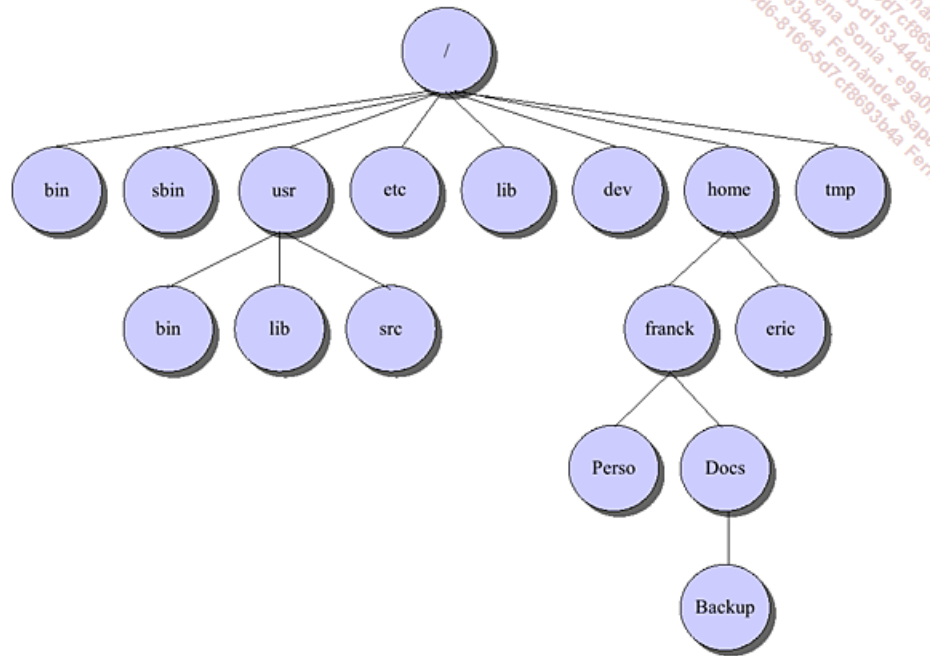 /
bin sbin usr etc lib dev home tmp
bin lib src franck eric
Perso Docs
Backup